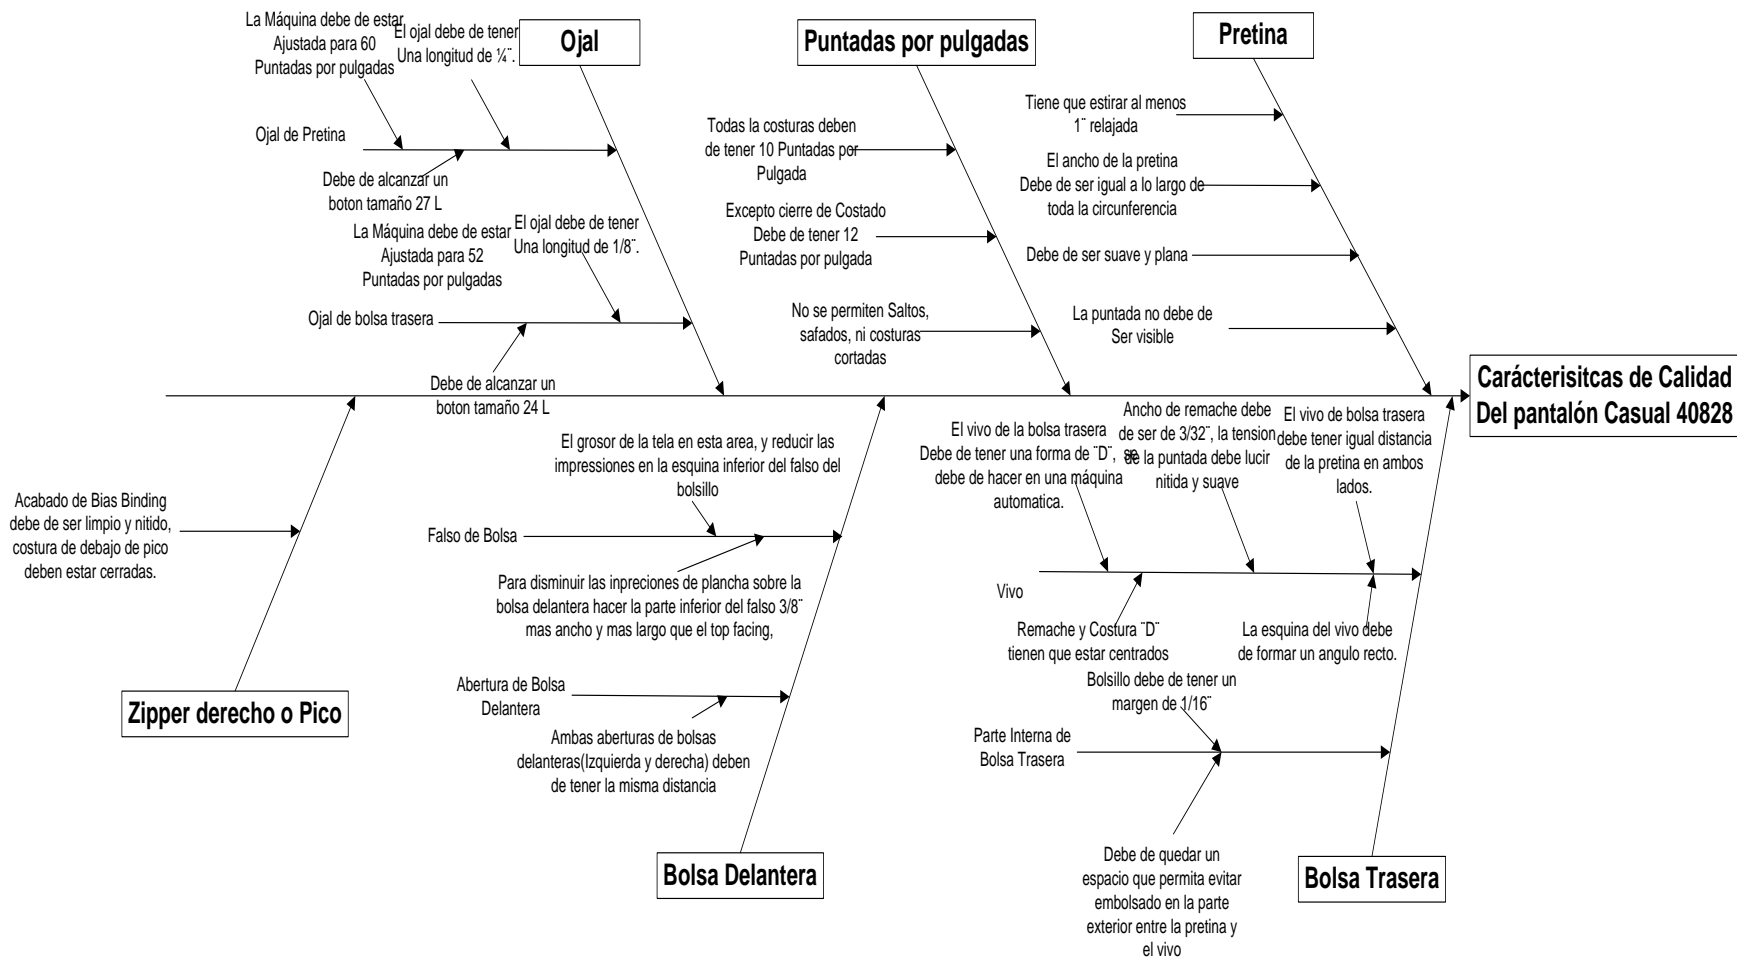 La Máquina debe de estar
Ajustada para 60
Puntadas por pulgadas
El ojal debe de tener
Una longitud de ¼¨.
Ojal
Ojal de Pretina
Debe de alcanzar un
boton tamaño 27 L
La Máquina debe de estar
Ajustada para 52
Puntadas por pulgadas
El ojal debe de tener
Una longitud de 1/8¨.
Ojal de bolsa trasera
Debe de alcanzar un
boton tamaño 24 L
Puntadas por pulgadas
Todas la costuras deben
de tener 10 Puntadas por
Pulgada
Excepto cierre de Costado
Debe de tener 12
Puntadas por pulgada
No se permiten Saltos,
safados, ni costuras
cortadas
Pretina
Tiene que estirar al menos
1¨ relajada
El ancho de la pretina
Debe de ser igual a lo largo de
toda la circunferencia
Debe de ser suave y plana
La puntada no debe de
Ser visible
Carácterisitcas de Calidad
Del pantalón Casual 40828
Acabado de Bias Binding
debe de ser limpio y nitido,
costura de debajo de pico
deben estar cerradas.
Zipper derecho o Pico
El grosor de la tela en esta area, y reducir las
impressiones en la esquina inferior del falso del
bolsillo
Falso de Bolsa
Para disminuir las inpreciones de plancha sobre la
bolsa delantera hacer la parte inferior del falso 3/8¨
mas ancho y mas largo que el top facing,
Abertura de Bolsa
Delantera
Ambas aberturas de bolsas
delanteras(Izquierda y derecha) deben
de tener la misma distancia
Bolsa Delantera
El vivo de la bolsa trasera
Debe de tener una forma de ¨D¨, se
debe de hacer en una máquina
automatica.
Ancho de remache debe
de ser de 3/32¨, la tension
de la puntada debe lucir
nitida y suave
El vivo de bolsa trasera
debe tener igual distancia
de la pretina en ambos
lados.
Vivo
Remache y Costura ¨D¨
tienen que estar centrados
La esquina del vivo debe
de formar un angulo recto.
Bolsillo debe de tener un
margen de 1/16¨
Parte Interna de
Bolsa Trasera
Debe de quedar un
espacio que permita evitar
embolsado en la parte
exterior entre la pretina y
el vivo
Bolsa Trasera